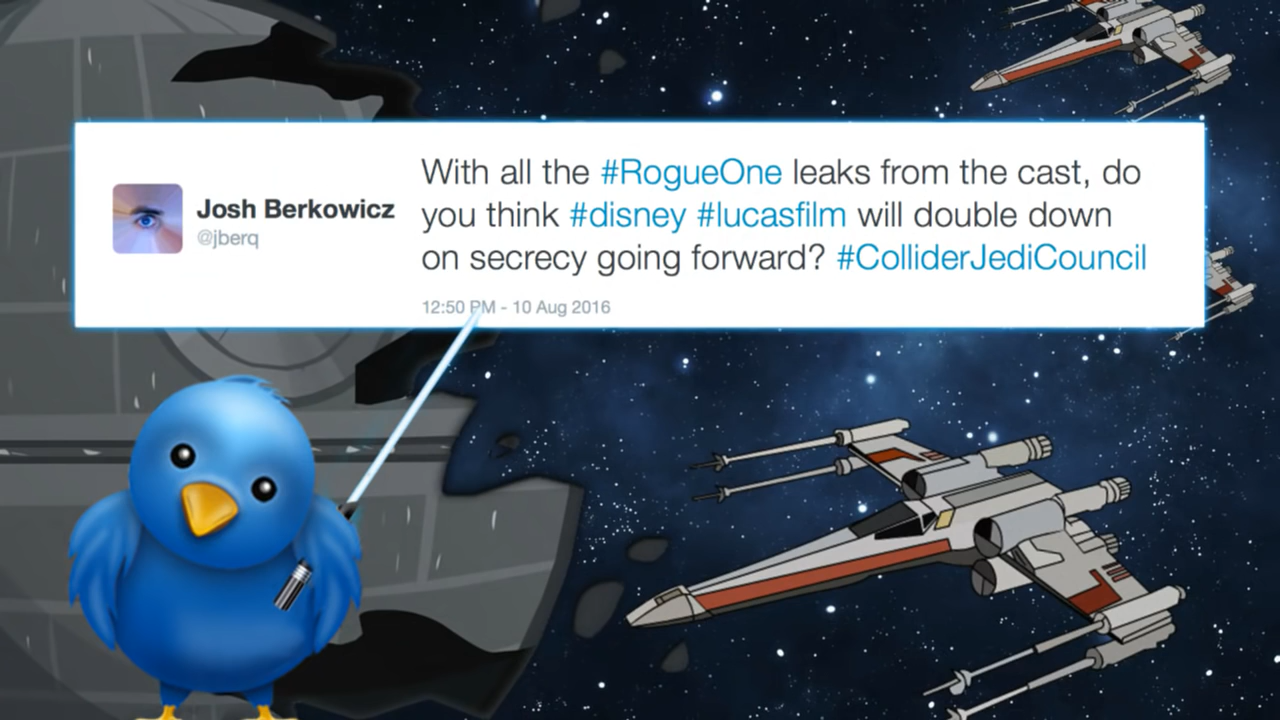 Josh Berkowicz
@jberq
With all the #RogueOne leaks from the cast, do
you think #disney #lucasfilm will double down
on secrecy going forward? #ColliderJediCouncil
12:50 PM - 10 Aug 2016